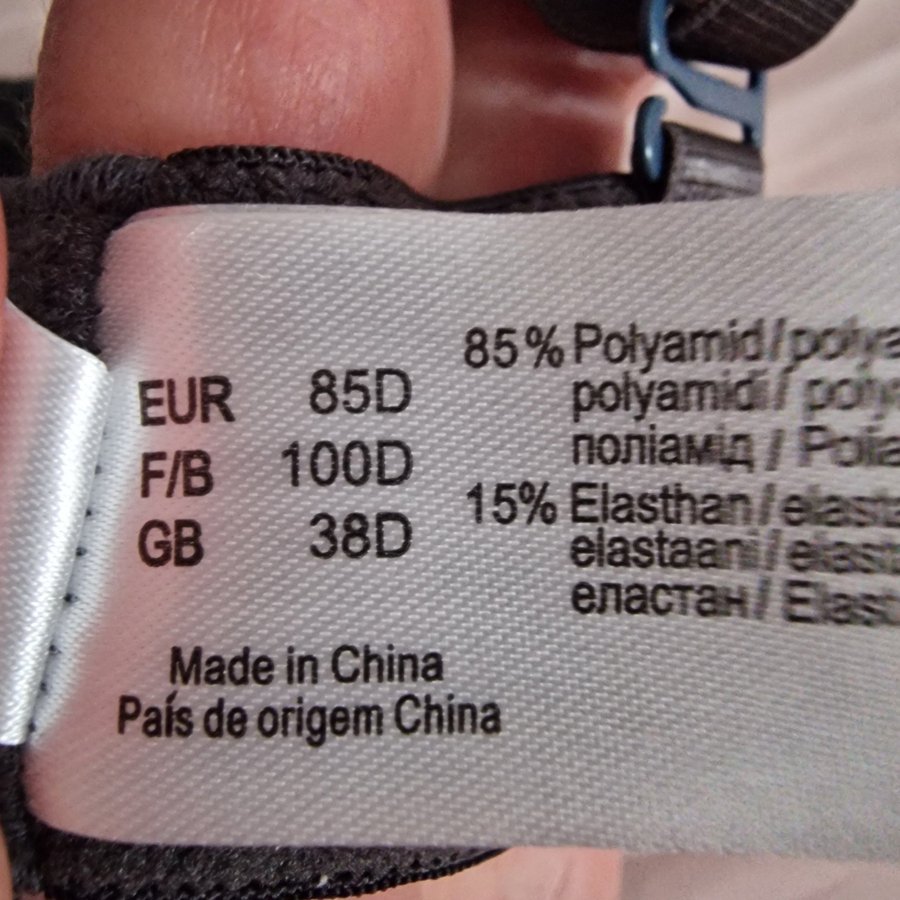 EUR 85D
F/B 100D
GB 38D
85% Polyamid/
polyamidi/
поліамід /
15% Elasthan/
elastaani/
еластан/
Made in China
País de origem China